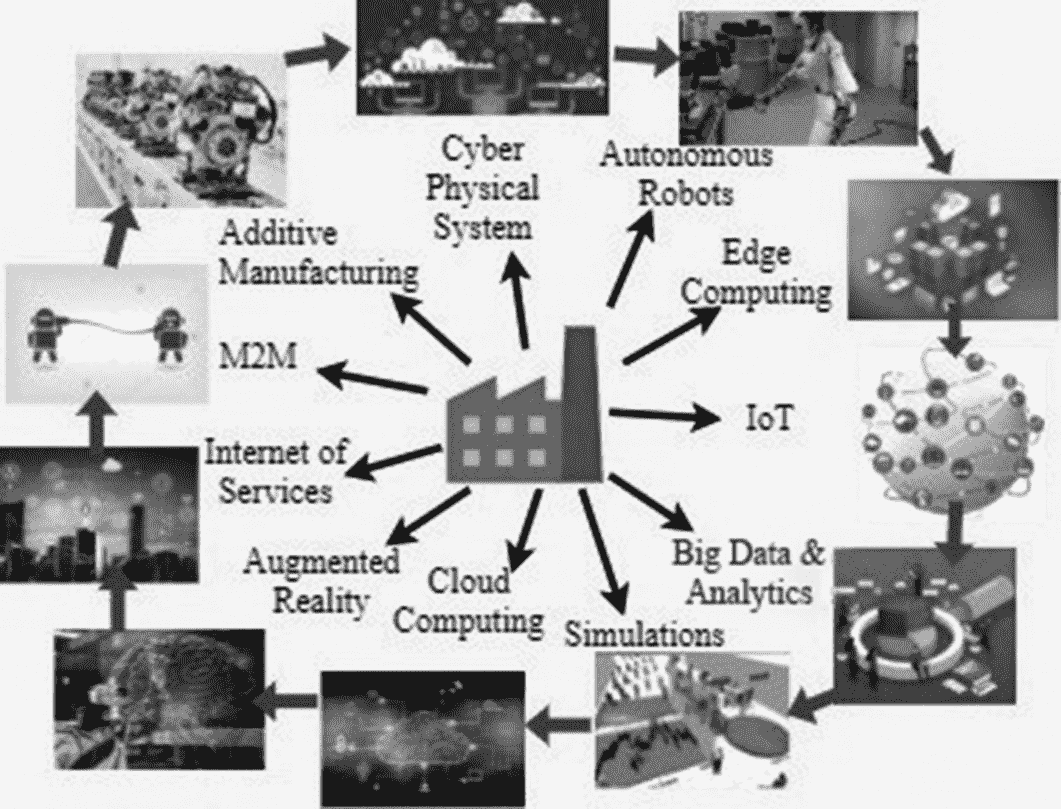 Cyber
Physical
System
Autonomous
Robots
Additive
Manufacturing
Edge
Computing
M2M
IoT
Internet of
Services
Augmented
Reality
Cloud
Computing
Simulations
Big Data &
Analytics